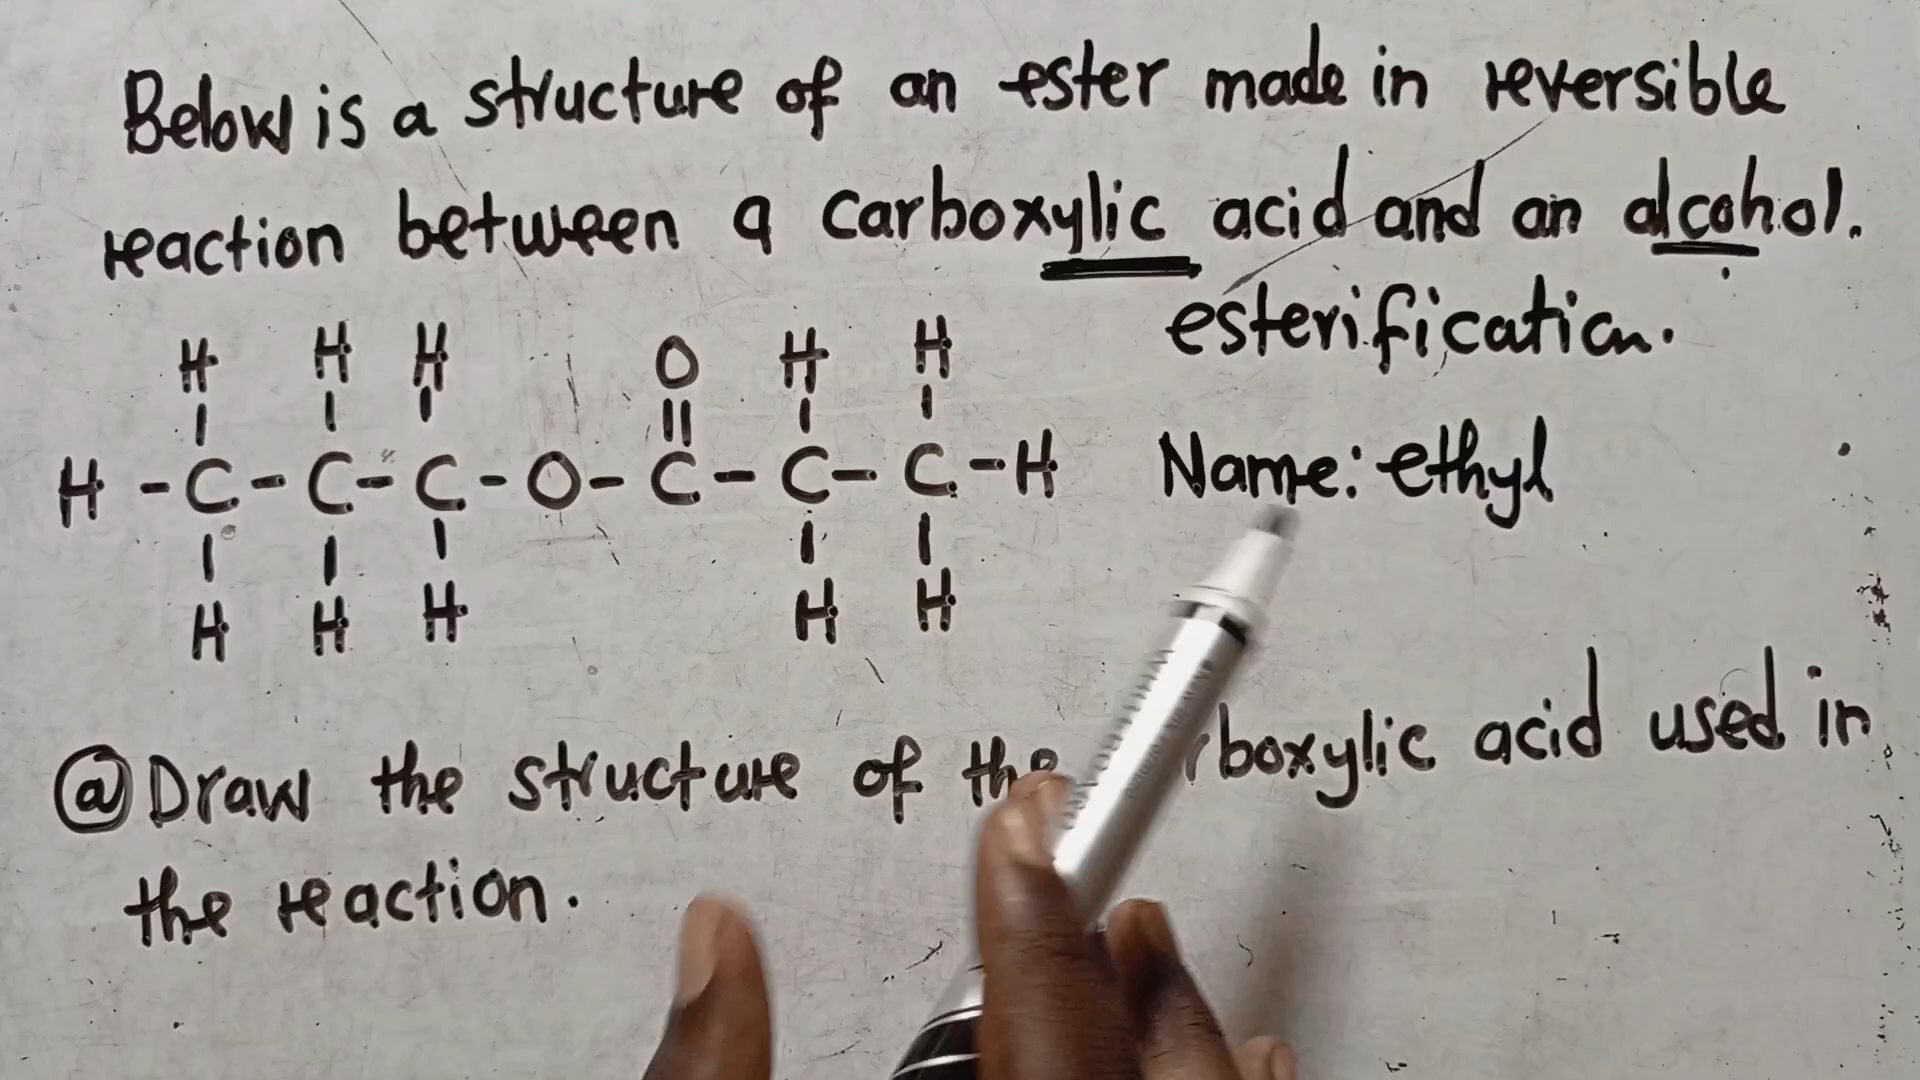 Below is a structure of an ester made in reversible
reaction between a carboxylic acid and an alcohol.
esterification.
H H H O H H
H - C - C - C - O - C - C - C - H
H H H H H
Name: ethyl
@ Draw the structure of the rboxylic acid used in
the reaction.